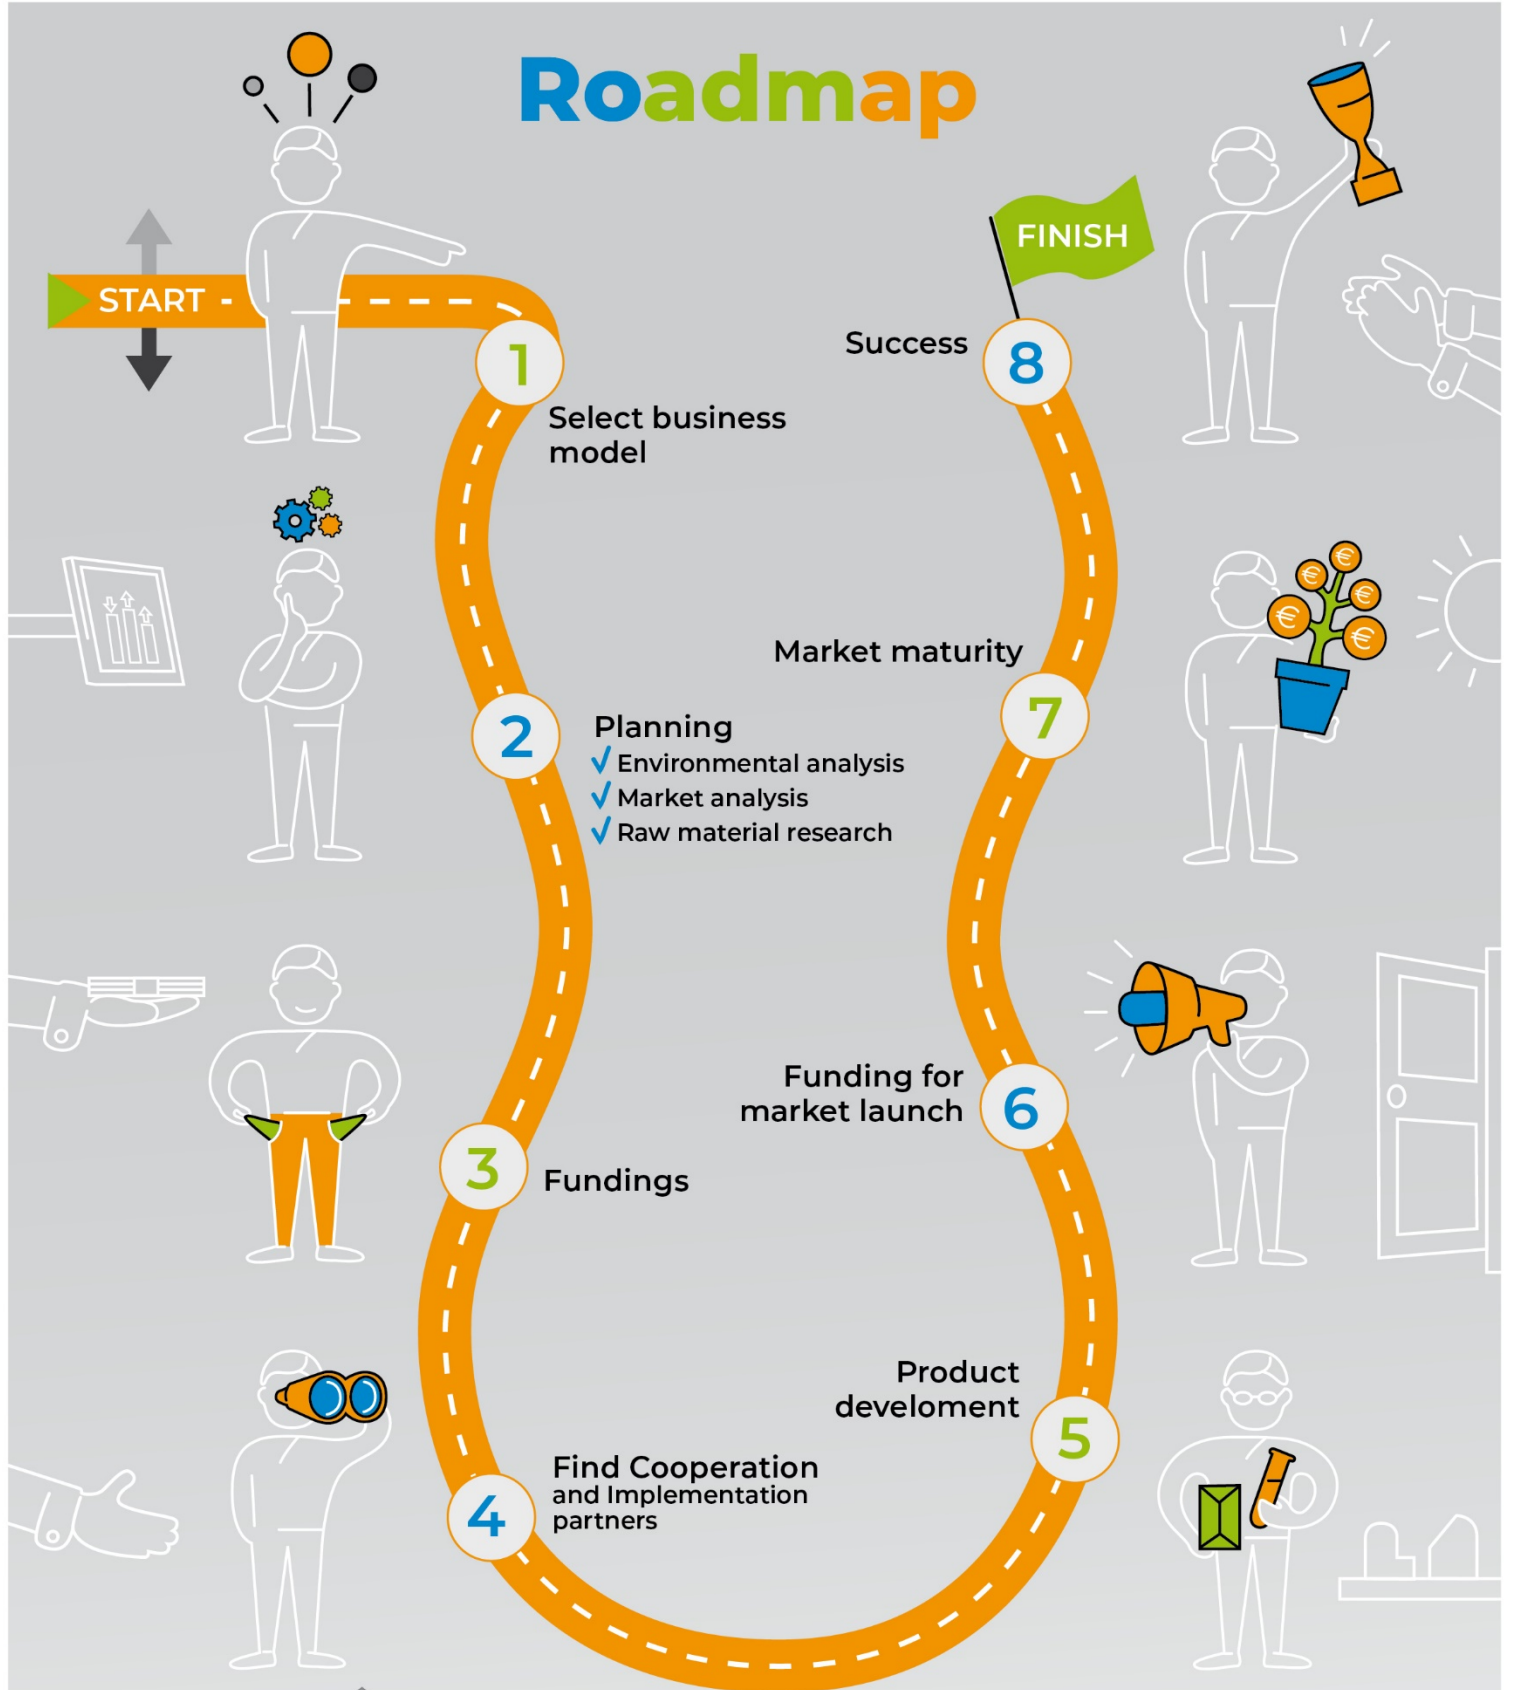 Roadmap
START
FINISH
1
Select business
model
2
Planning
Environmental analysis
Market analysis
Raw material research
3
Fundings
4
Find Cooperation
and Implementation
partners
5
Product
develoment
6
Funding for
market launch
7
Market maturity
8
Success
€
€
€
€
€